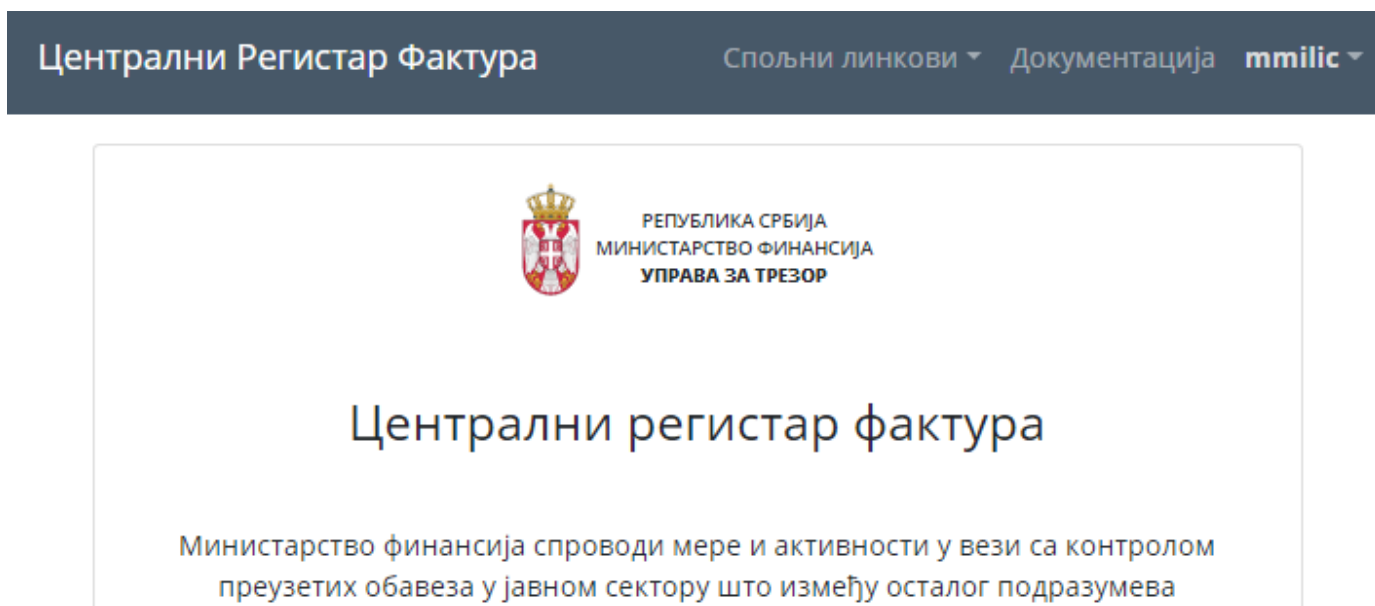 Централни Регистар Фактура Спољни линкови Документација mmilic
РЕПУБЛИКА СРБИЈА
МИНИСТАРСТВО ФИНАНСИЈА
УПРАВА ЗА ТРЕЗОР
Централни регистар фактура
Министарство финансија спроводи мере и активности у вези са контролом
преузетих обавеза у јавном сектору што између осталог подразумева